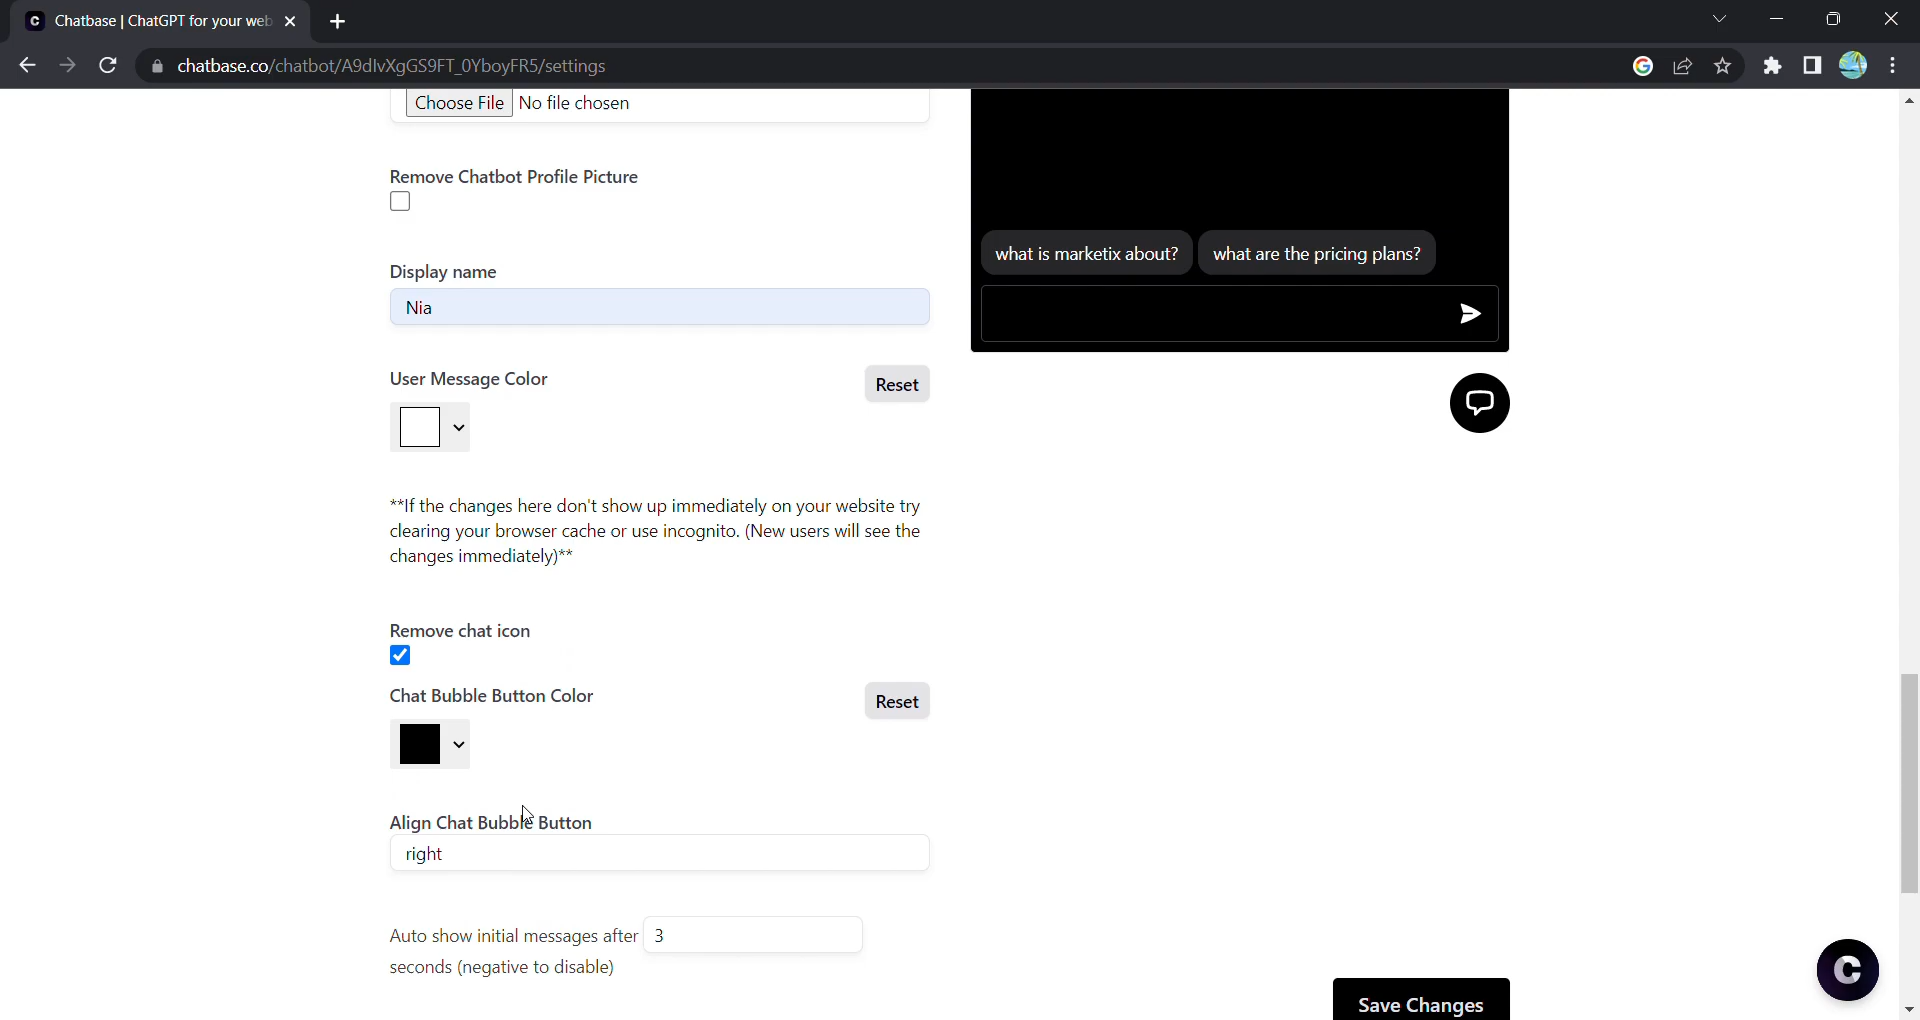 Chatbase | ChatGPT for your web
chatbase.co/chatbot/A9dIvXgGS9FT_0YboyFR5/settings
Choose File No file chosen
Remove Chatbot Profile Picture
Display name
Nia
User Message Color
Reset
**If the changes here don't show up immediately on your website try
clearing your browser cache or use incognito. (New users will see the
changes immediately)**
Remove chat icon
Chat Bubble Button Color
Reset
Align Chat Bubble Button
right
Auto show initial messages after 3
seconds (negative to disable)
what is marketix about? what are the pricing plans?
Save Changes